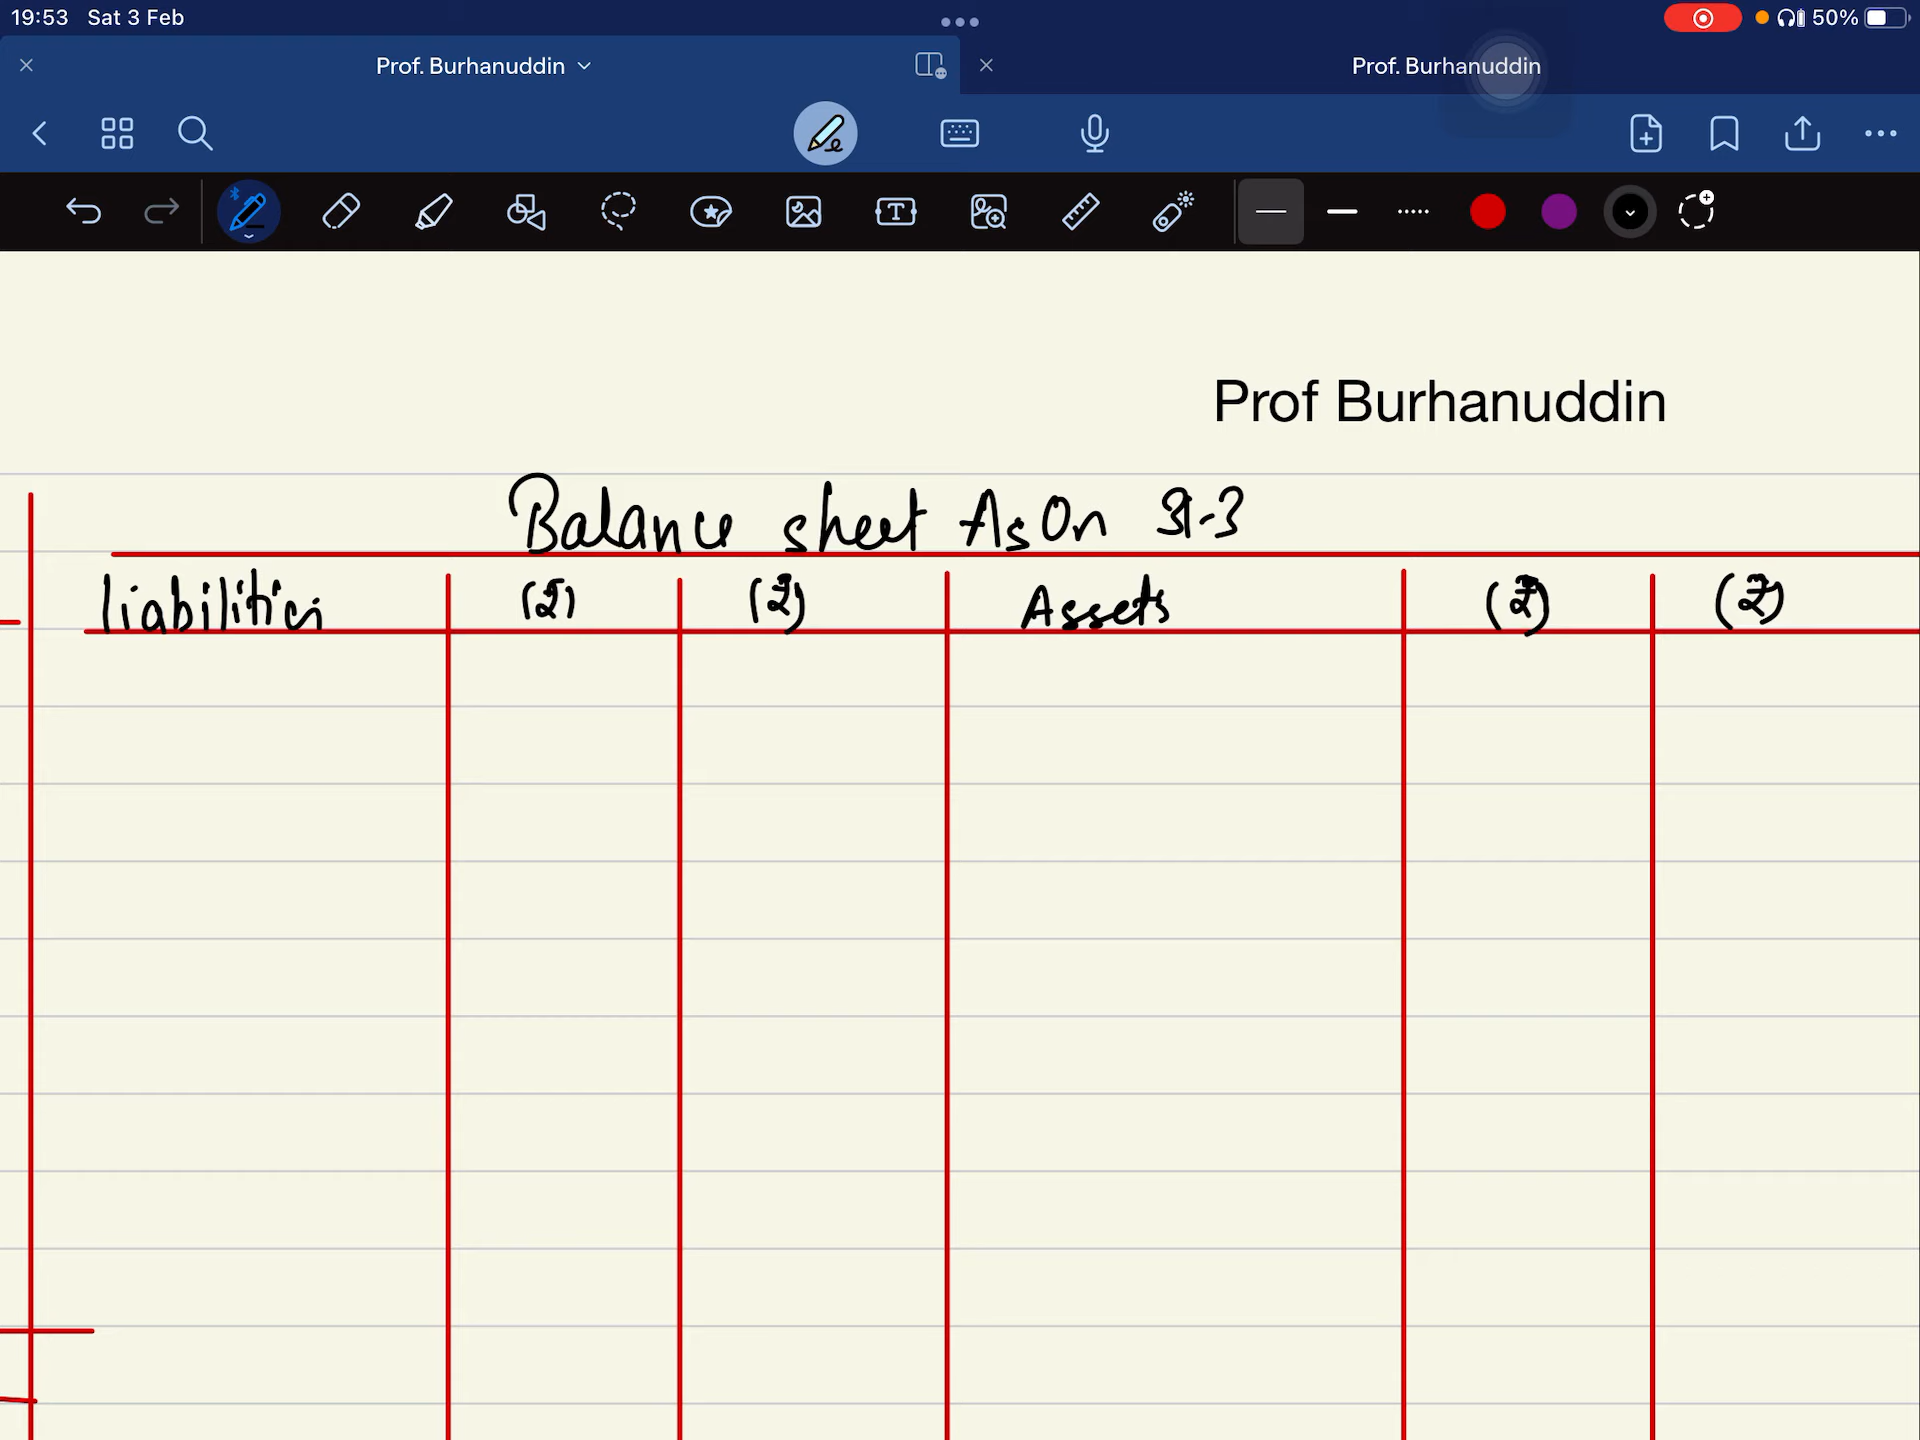 19:53 Sat 3 Feb 50%
Prof. Burhanuddin Prof. Burhanuddin
Prof Burhanuddin
Balance sheet As On 31-3
liabilities (₹) (₹) Assets (₹) (₹)